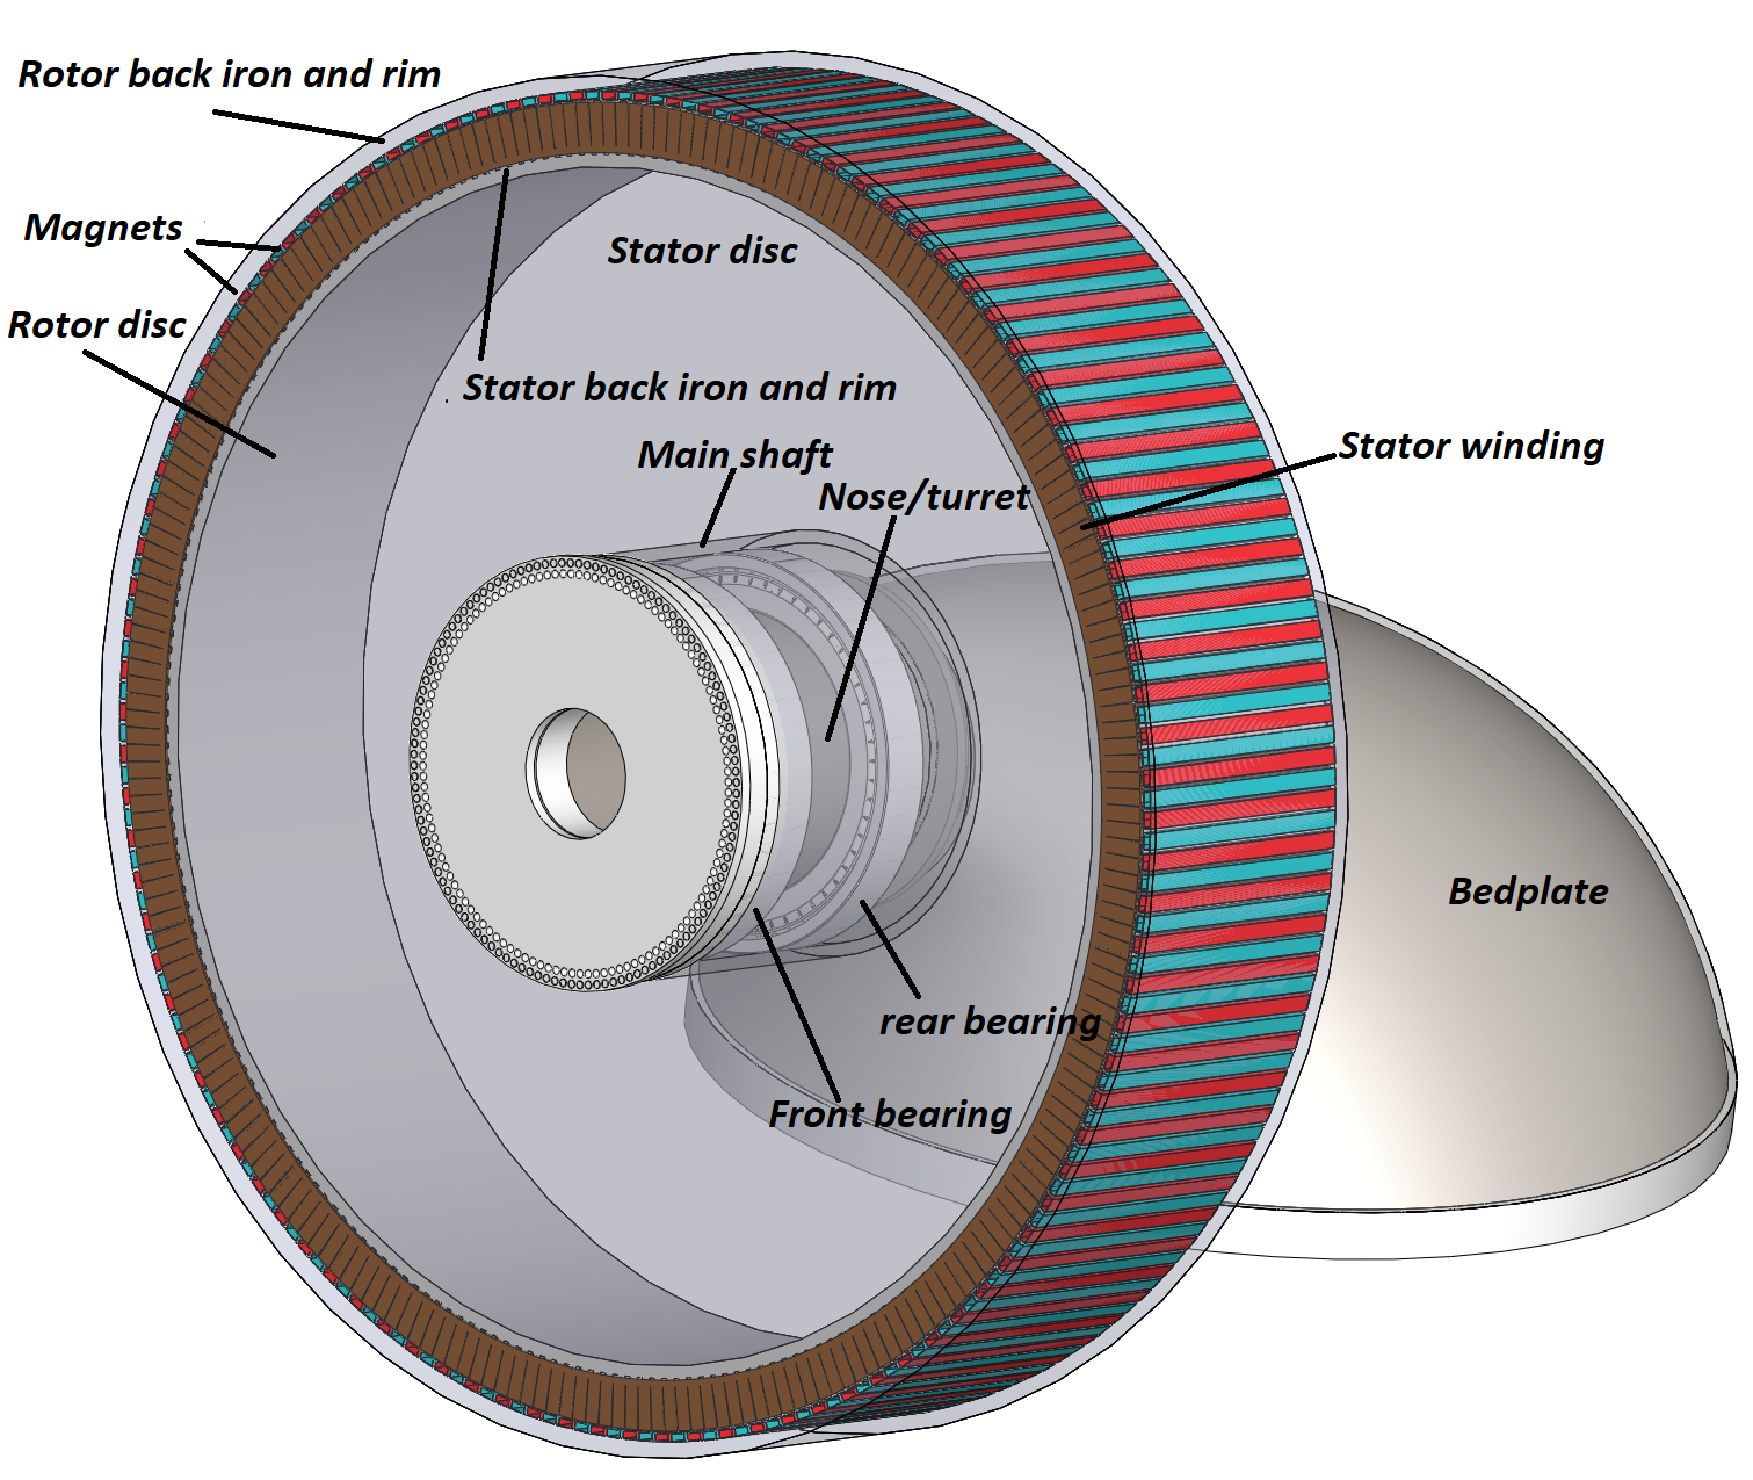 Rotor back iron and rim
Magnets
Stator disc
Rotor disc
Stator back iron and rim
Main shaft
Stator winding
Nose/turret
Bedplate
rear bearing
Front bearing